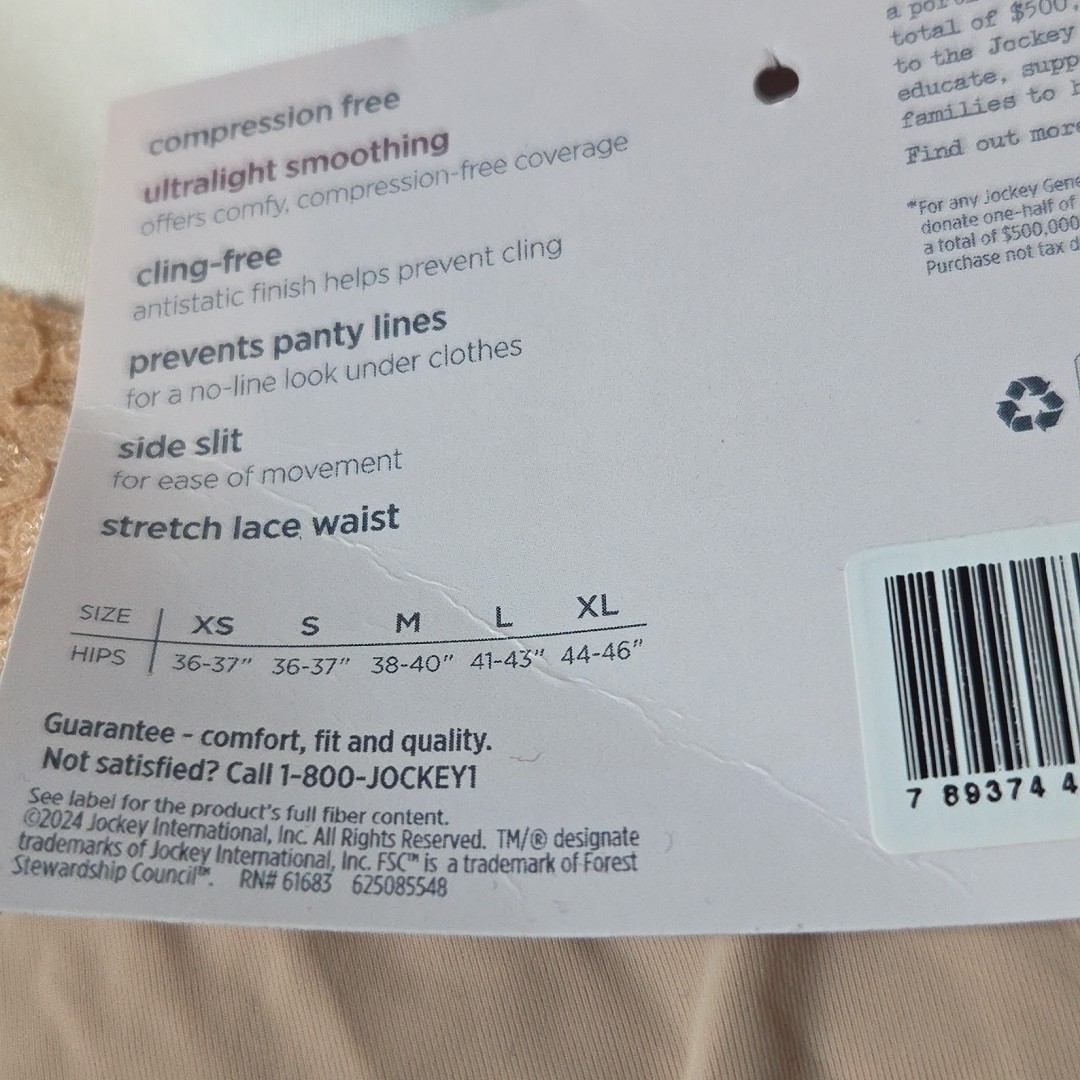 compression free
ultralight smoothing
offers comfy, compression-free coverage
cling-free
antistatic finish helps prevent cling
prevents panty lines
for a no-line look under clothes
side slit
for ease of movement
stretch lace waist
SIZE XS S M L XL
HIPS 36-37" 36-37" 38-40" 41-43" 44-46"
Guarantee - comfort, fit and quality.
Not satisfied? Call 1-800-JOCKEY1
See label for the product's full fiber content.
©2024 Jockey International, Inc. All Rights Reserved. TM/® designate
trademarks of Jockey International, Inc. FSC™ is a trademark of Forest
Stewardship Council™. RN# 61683 625085548
a
total of $500,
to the Jockey
educate,
families to
Find out more
*For any Jockey
donate one-half of
a total of $500,000
Purchase not tax
7 89374 4